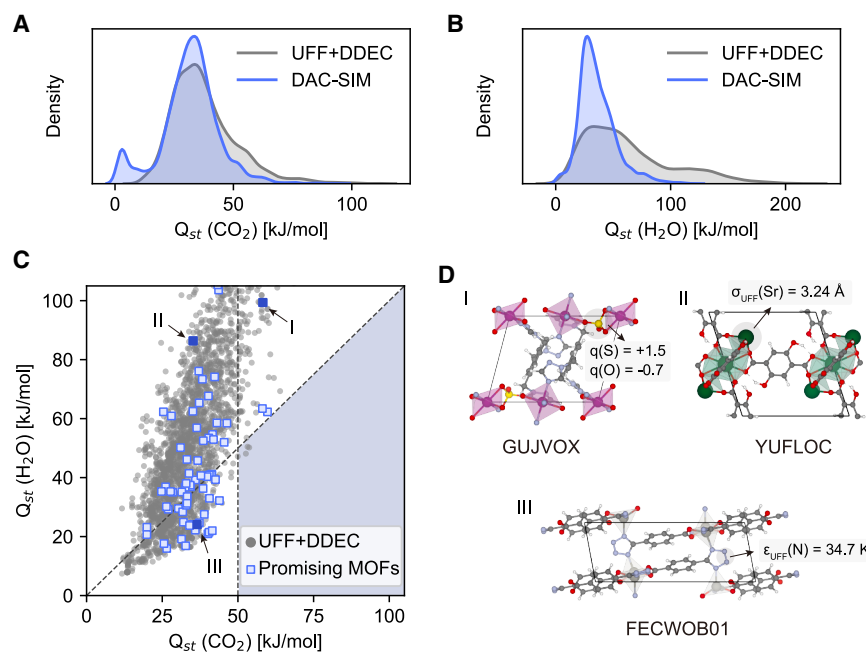 A
UFF+DDEC
DAC-SIM
Density
0 50 100
Qst (CO2) [kJ/mol]
B
UFF+DDEC
DAC-SIM
Density
0 100 200
Qst (H2O) [kJ/mol]
C
100
80
60
40
20
0
Qst (H2O) [kJ/mol]
I
II
III
UFF+DDEC
Promising MOFs
0 25 50 75 100
Qst (CO2) [kJ/mol]
D
I
q(S) = +1.5
q(O) = -0.7
GUJVOX
II
σUFF(Sr) = 3.24 Å
YUFLOC
III
εUFF(N) = 34.7 K
FECWOB01